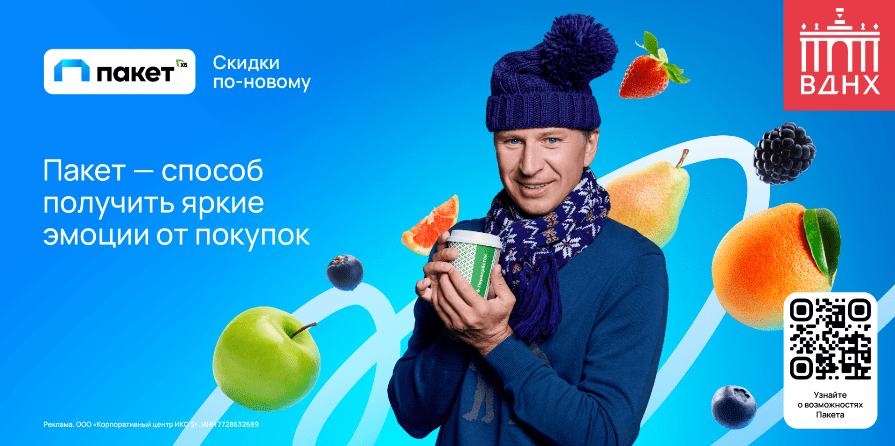 пакет Х5
Скидки
по-новому
ВДНХ
Пакет — способ
получить яркие
эмоции от покупок
Узнайте
о возможностях
Пакета
Реклама. ООО «Корпоративный центр ИКС 5». ИНН 7728632689